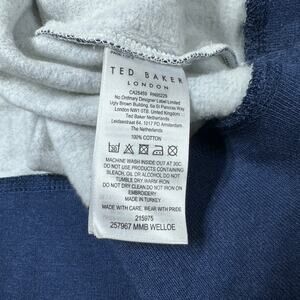 TED BAKER
LONDON
CA28459 RN95229
No Ordinary Designer Label Limited
Ugly Brown Building, 6a St Pancras Way
London NW1 0TB. United Kingdom
Ted Baker Netherlands
Leidsestraat 64, 1017 PD Amsterdam
The Netherlands
100% COTTON
MACHINE WASH INSIDE OUT AT 30C.
DO NOT USE PRODUCTS CONTAINING
BLEACH, OIL OR ALCOHOL. DO NOT
TUMBLE DRY. WARM IRON
DO NOT DRY CLEAN. DO NOT IRON ON
EMBROIDERY
MADE IN TURKEY
MADE WITH CARE, WEAR WITH PRIDE
215975
257967 MMB WELLOE